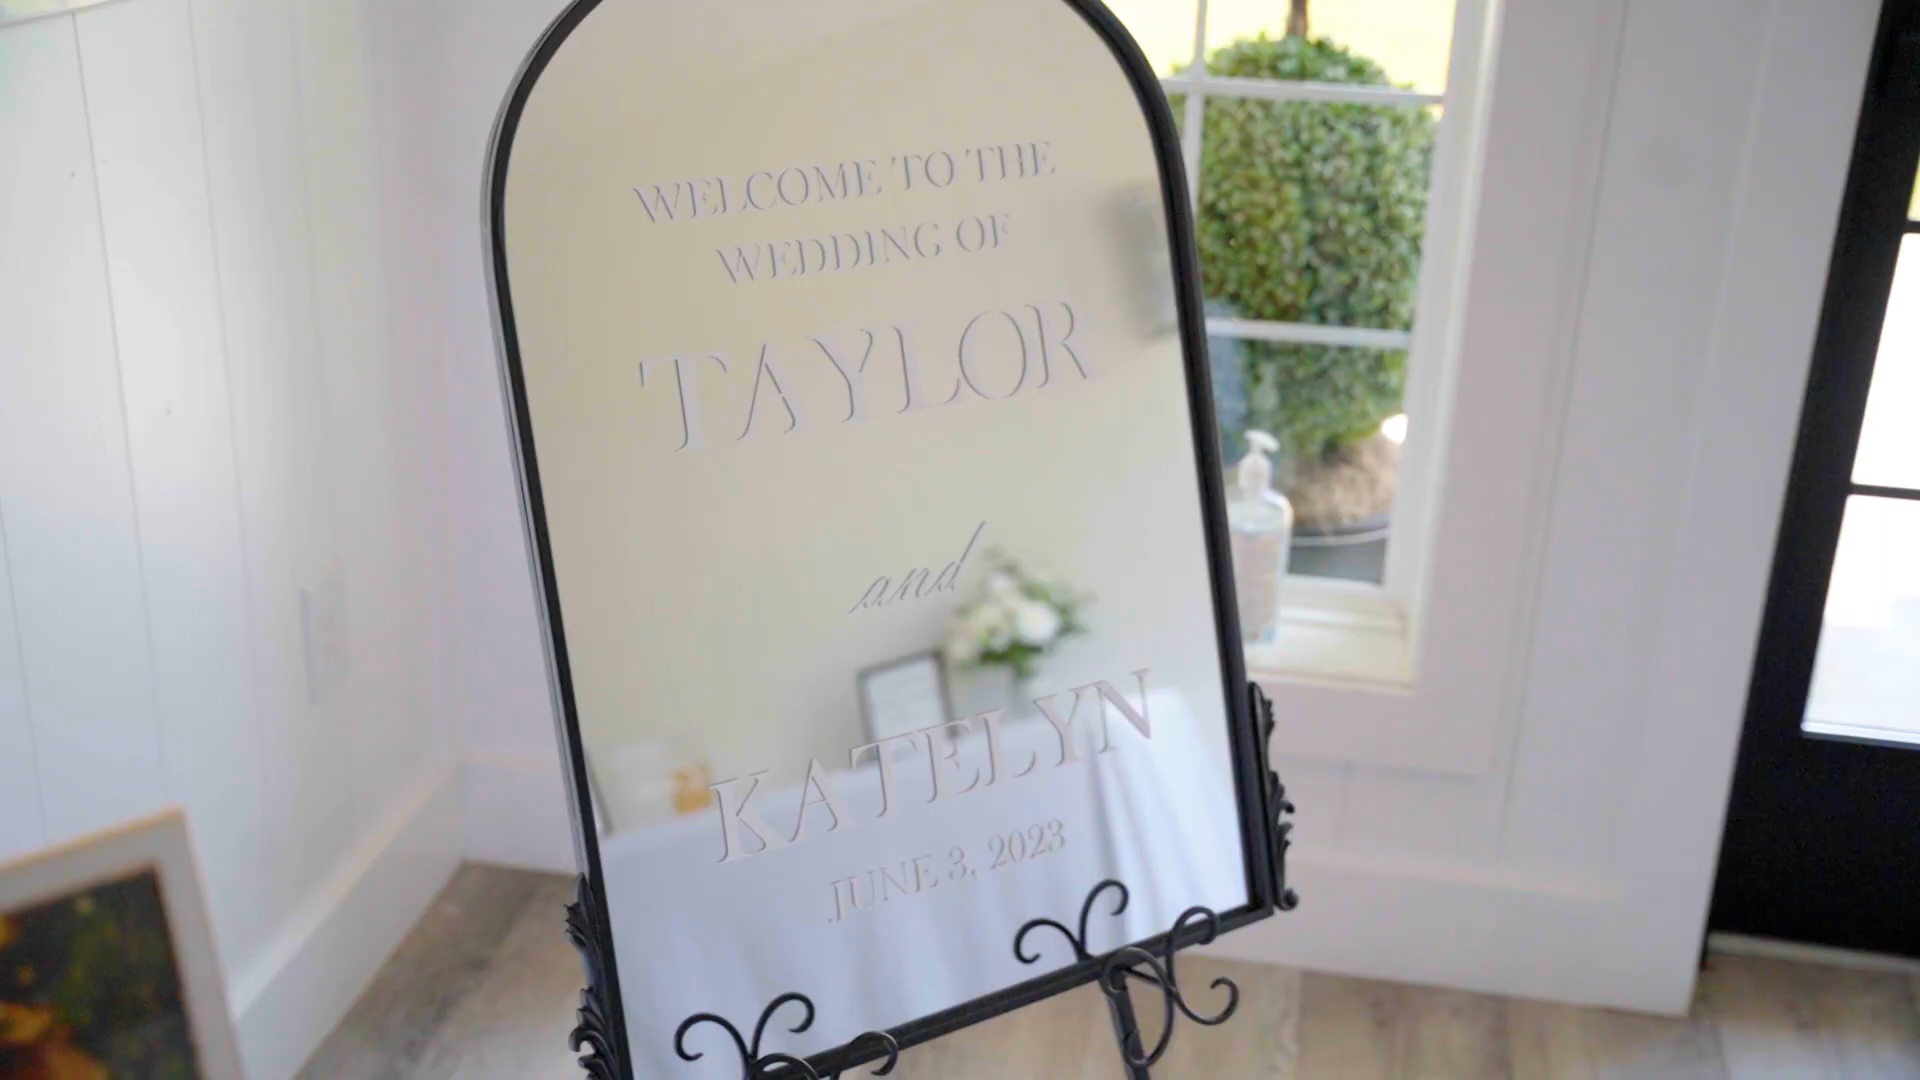 WELCOME TO THE
WEDDING OF
TAYLOR
and
KATELYN
JUNE 3, 2023